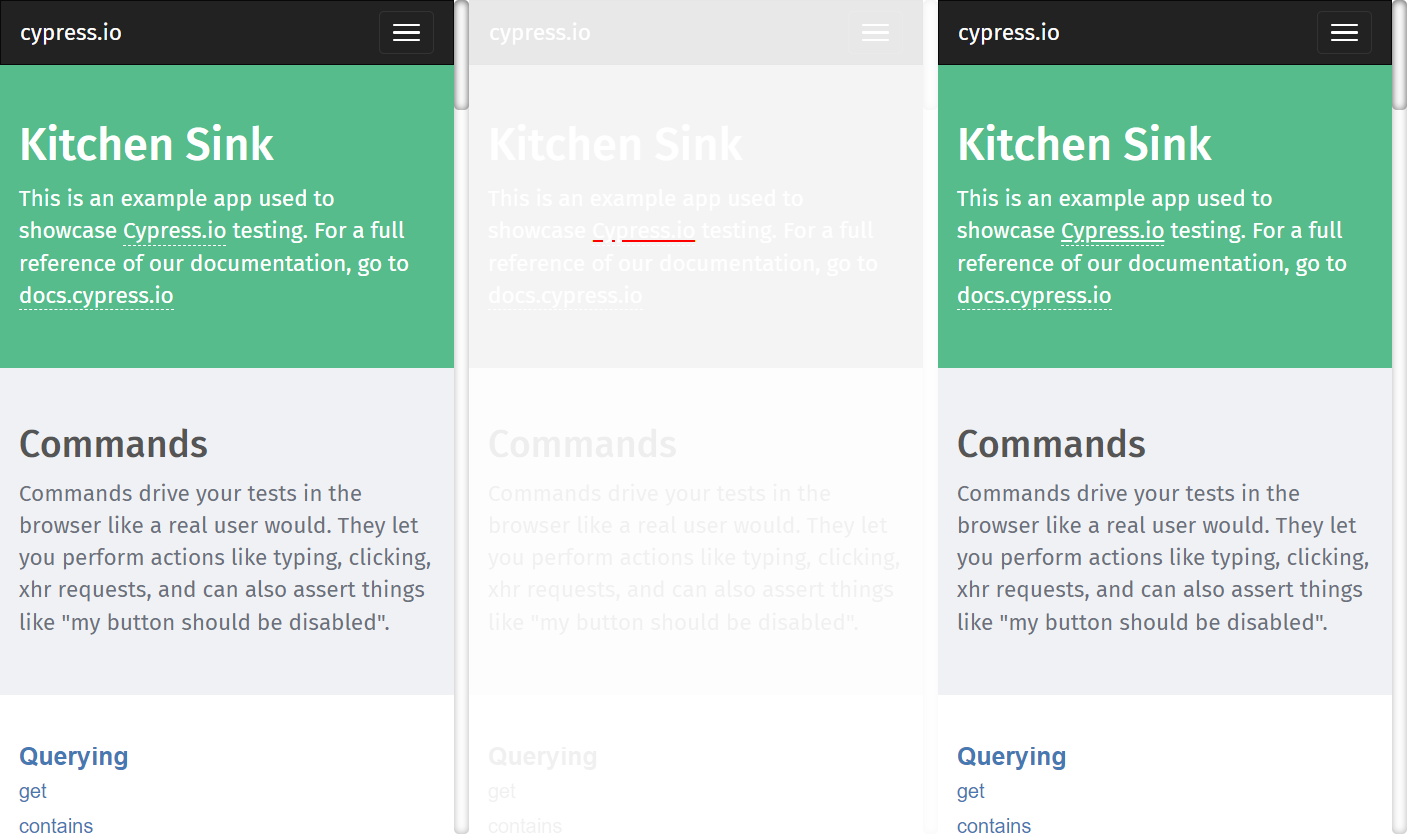 cypress.io
Kitchen Sink
This is an example app used to
showcase Cypress.io testing. For a full
reference of our documentation, go to
docs.cypress.io
Commands
Commands drive your tests in the
browser like a real user would. They let
you perform actions like typing, clicking,
xhr requests, and can also assert things
like "my button should be disabled".
Querying
get
contains
cypress.io
Kitchen Sink
This is an example app used to
showcase Cypress.io testing. For a full
reference of our documentation, go to
docs.cypress.io
Commands
Commands drive your tests in the
browser like a real user would. They let
you perform actions like typing, clicking,
xhr requests, and can also assert things
like "my button should be disabled".
Querying
get
contains
cypress.io
Kitchen Sink
This is an example app used to
showcase Cypress.io testing. For a full
reference of our documentation, go to
docs.cypress.io
Commands
Commands drive your tests in the
browser like a real user would. They let
you perform actions like typing, clicking,
xhr requests, and can also assert things
like "my button should be disabled".
Querying
get
contains